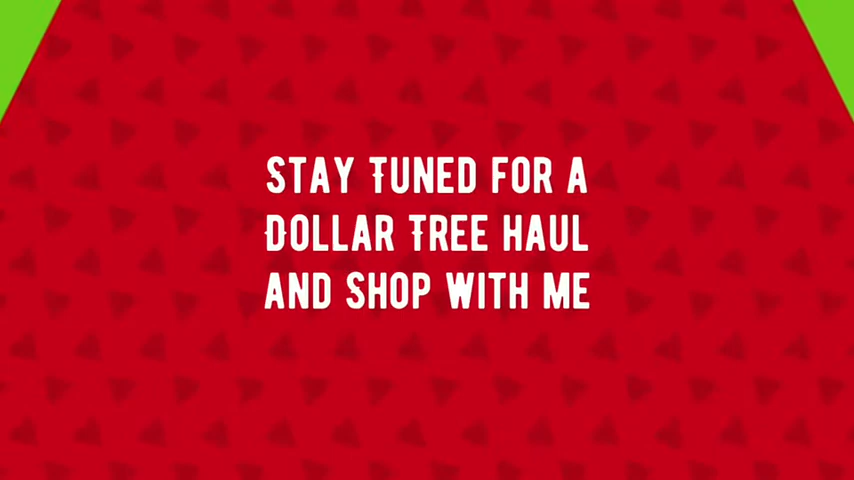 STAY TUNED FOR A
DOLLAR TREE HAUL
AND SHOP WITH ME